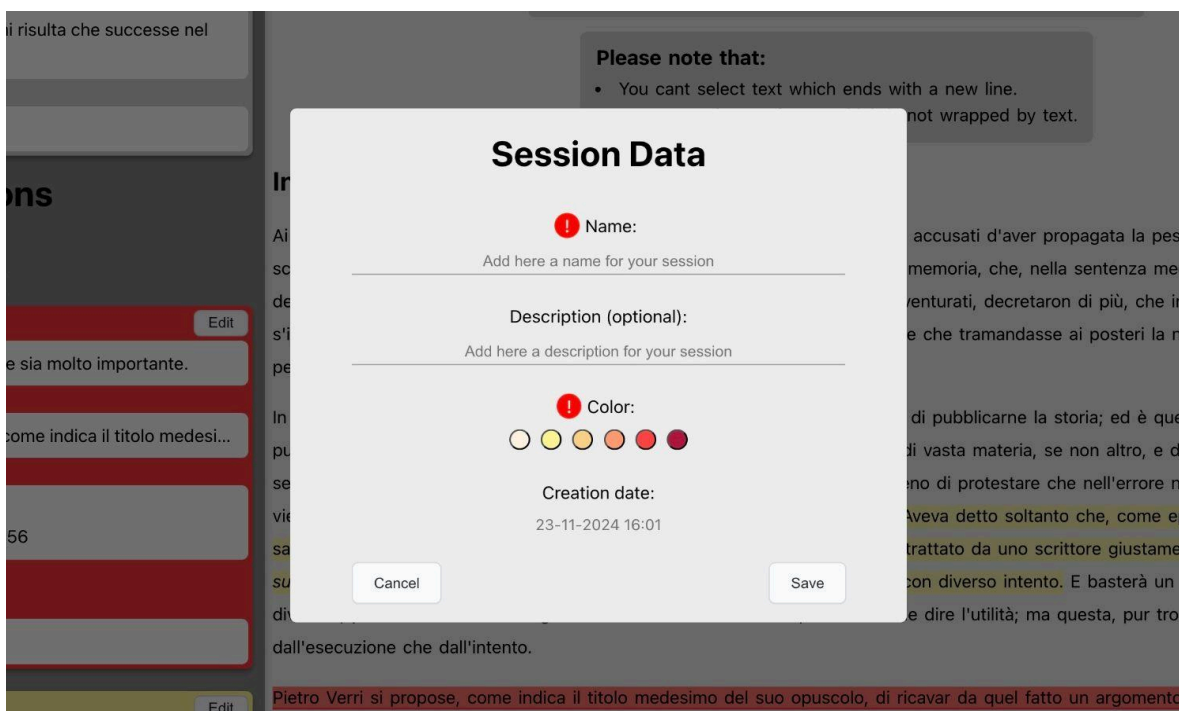 ni risulta che successe nel
ons
Edit
e sia molto importante.
come indica il titolo medesi...
56
Edit
Please note that:
• You cant select text which ends with a new line.
not wrapped by text.
Session Data
! Name:
Add here a name for your session
Description (optional):
Add here a description for your session
! Color:
Creation date:
23-11-2024 16:01
Cancel
Save
In
Ai accusati d'aver propagata la pes
sc memoria, che, nella sentenza me
de venturati, decretaron di più, che in
s'i e che tramandasse ai posteri la n
pe
In di pubblicarne la storia; ed è que
pu di vasta materia, se non altro, e d
se eno di protestare che nell'errore n
vie Aveva detto soltanto che, come e
sa trattato da uno scrittore giustame
su con diverso intento. E basterà un
div e dire l'utilità; ma questa, pur tro
dall'esecuzione che dall'intento.
Pietro Verri si propose, come indica il titolo medesimo del suo opuscolo, di ricavar da quel fatto un argomento